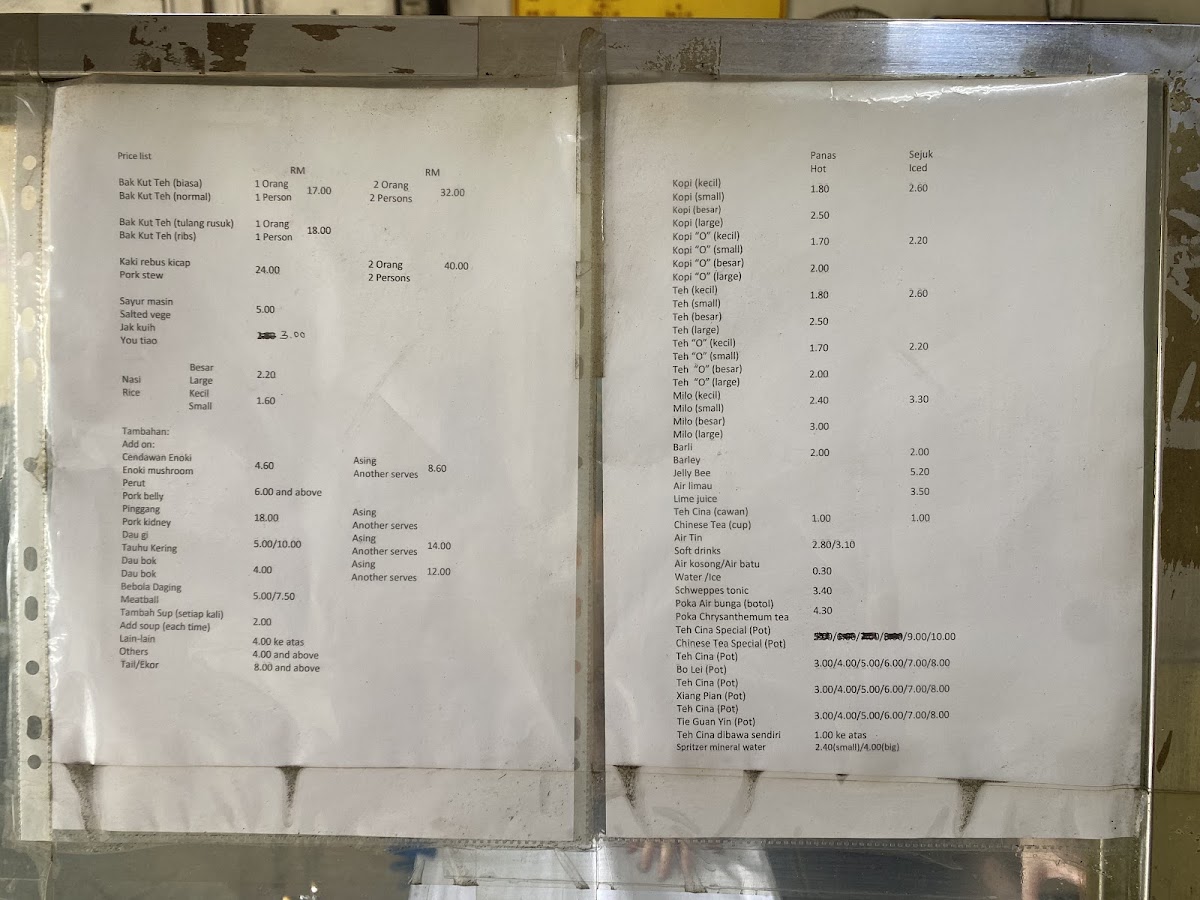 Price list
RM RM
Bak Kut Teh (biasa) 1 Orang 17.00 2 Orang 32.00
Bak Kut Teh (normal) 1 Person 2 Persons
Bak Kut Teh (tulang rusuk) 1 Orang 18.00
Bak Kut Teh (ribs) 1 Person
Kaki rebus kicap 24.00 2 Orang 40.00
Pork stew 2 Persons
Sayur masin 5.00
Salted vege
Jak kuih 3.00
You tiao
Besar
Nasi Large 2.20
Rice Kecil
Small 1.60
Tambahan:
Add on:
Cendawan Enoki 4.60 Asing 8.60
Enoki mushroom Another serves
Perut 6.00 and above
Pork belly
Pinggang 18.00 Asing
Pork kidney Another serves
Dau gi 5.00/10.00 Asing 14.00
Tauhu Kering Another serves
Dau bok 4.00 Asing 12.00
Dau bok Another serves
Bebola Daging 5.00/7.50
Meatball
Tambah Sup (setiap kali) 2.00
Add soup (each time)
Lain-lain 4.00 ke atas
Others 4.00 and above
Tail/Ekor 8.00 and above
Panas Sejuk
Hot Iced
Kopi (kecil) 1.80 2.60
Kopi (small)
Kopi (besar) 2.50
Kopi (large)
Kopi "O" (kecil) 1.70 2.20
Kopi "O" (small)
Kopi "O" (besar) 2.00
Kopi "O" (large)
Teh (kecil) 1.80 2.60
Teh (small)
Teh (besar) 2.50
Teh (large)
Teh "O" (kecil) 1.70 2.20
Teh "O" (small)
Teh "O" (besar) 2.00
Teh "O" (large)
Milo (kecil) 2.40 3.30
Milo (small)
Milo (besar) 3.00
Milo (large)
Barli 2.00 2.00
Barley
Jelly Bee 5.20
Air limau 3.50
Lime juice
Teh Cina (cawan) 1.00 1.00
Chinese Tea (cup)
Air Tin 2.80/3.10
Soft drinks
Air kosong/Air batu 0.30
Water /Ice
Schweppes tonic 3.40
Poka Air bunga (botol) 4.30
Poka Chrysanthemum tea
Teh Cina Special (Pot) /9.00/10.00
Chinese Tea Special (Pot)
Teh Cina (Pot) 3.00/4.00/5.00/6.00/7.00/8.00
Bo Lei (Pot)
Teh Cina (Pot) 3.00/4.00/5.00/6.00/7.00/8.00
Xiang Pian (Pot)
Teh Cina (Pot) 3.00/4.00/5.00/6.00/7.00/8.00
Tie Guan Yin (Pot)
Teh Cina dibawa sendiri 1.00 ke atas
Spritzer mineral water 2.40(small)/4.00(big)